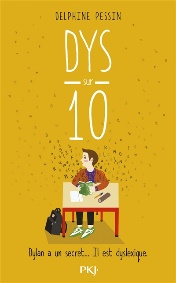 DELPHINE PESSIN
DYS
sur
10
Dylan a un secret... Il est dyslexique.
PKJ.